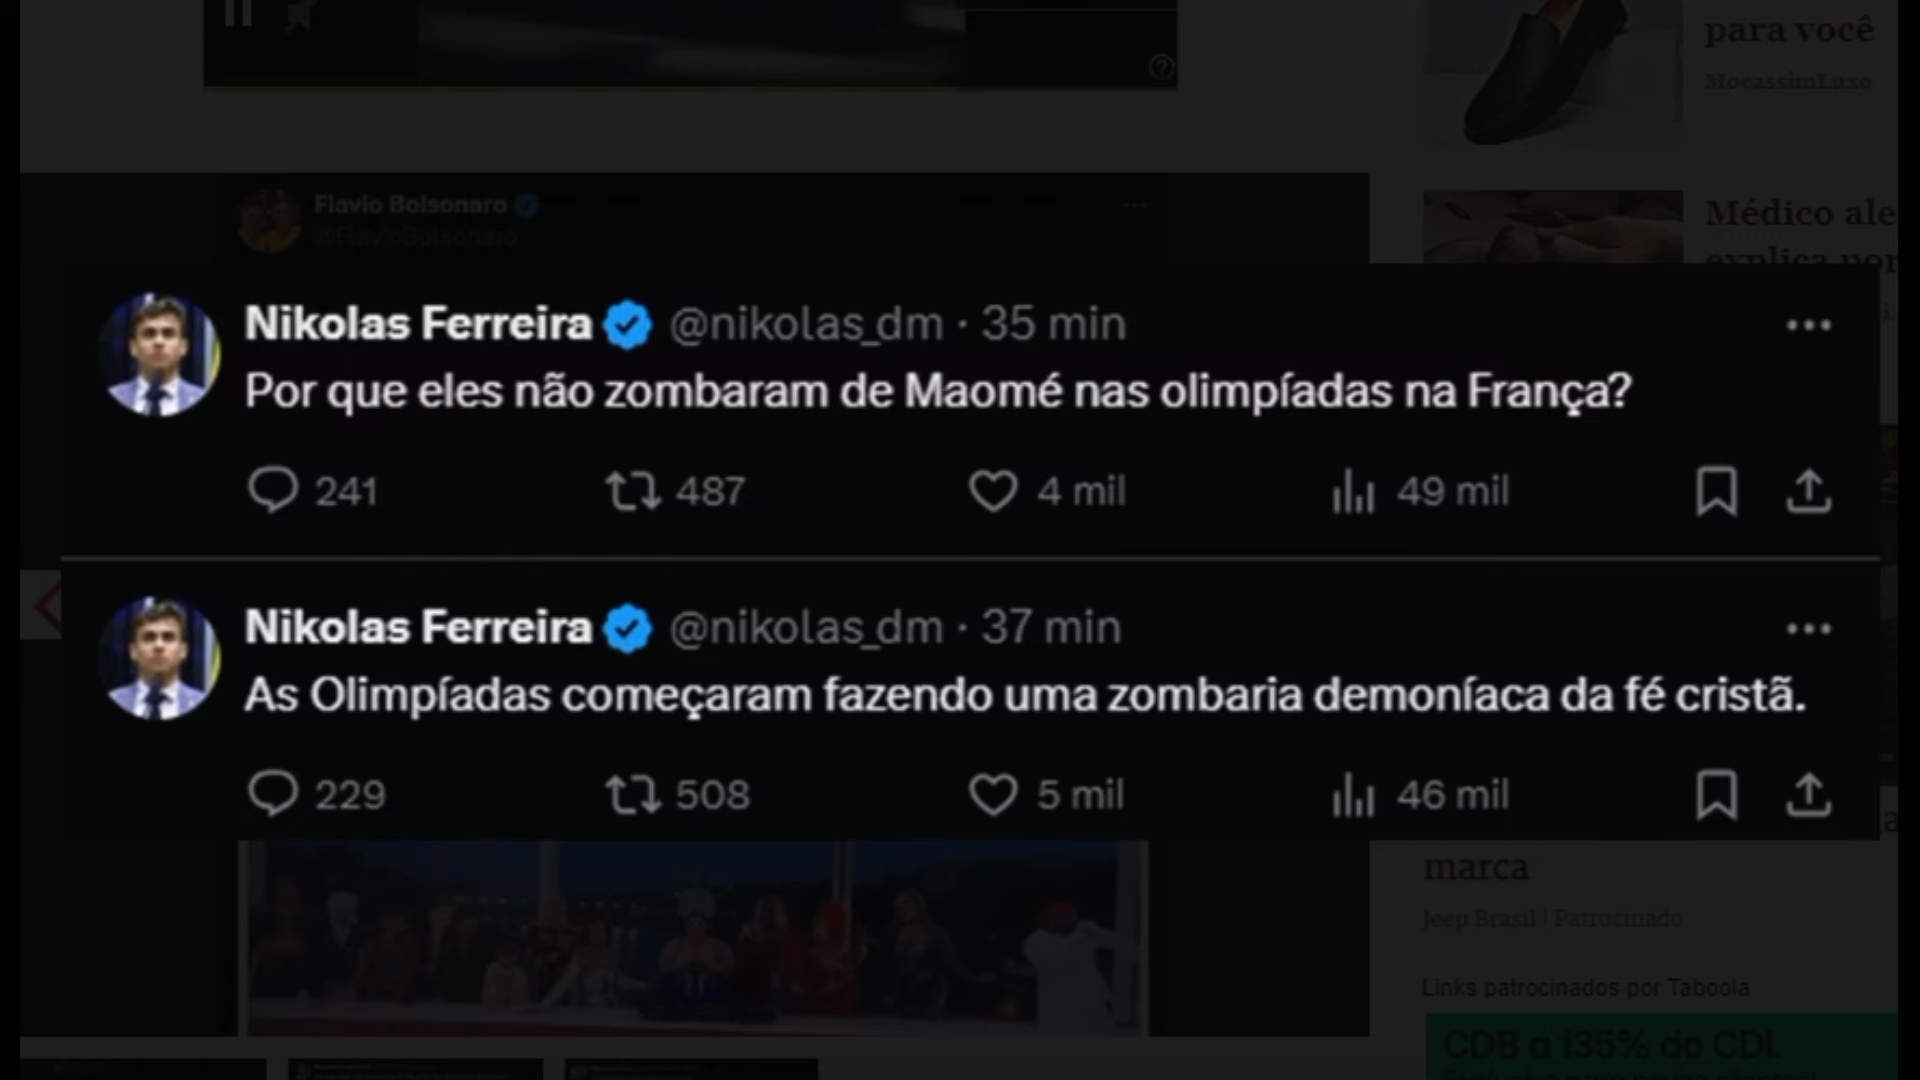 para você
MocassimLuxo
Flavio Bolsonaro
@FlavioBolsonaro
Médico ale
explica por
Nikolas Ferreira @nikolas_dm · 35 min
Por que eles não zombaram de Maomé nas olimpíadas na França?
241 487 4 mil 49 mil
Nikolas Ferreira @nikolas_dm · 37 min
As Olimpíadas começaram fazendo uma zombaria demoníaca da fé cristã.
229 508 5 mil 46 mil
marca
Jeep Brasil | Patrocinado
Links patrocinados por Taboola
CDB a 135% do CDI.